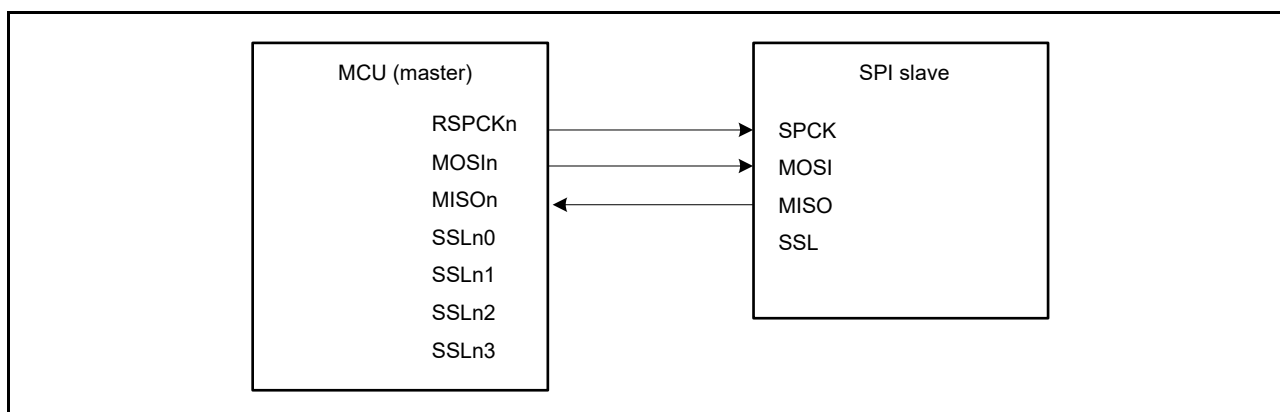 MCU (master)
RSPCKn
MOSIn
MISOn
SSLn0
SSLn1
SSLn2
SSLn3
SPI slave
SPCK
MOSI
MISO
SSL